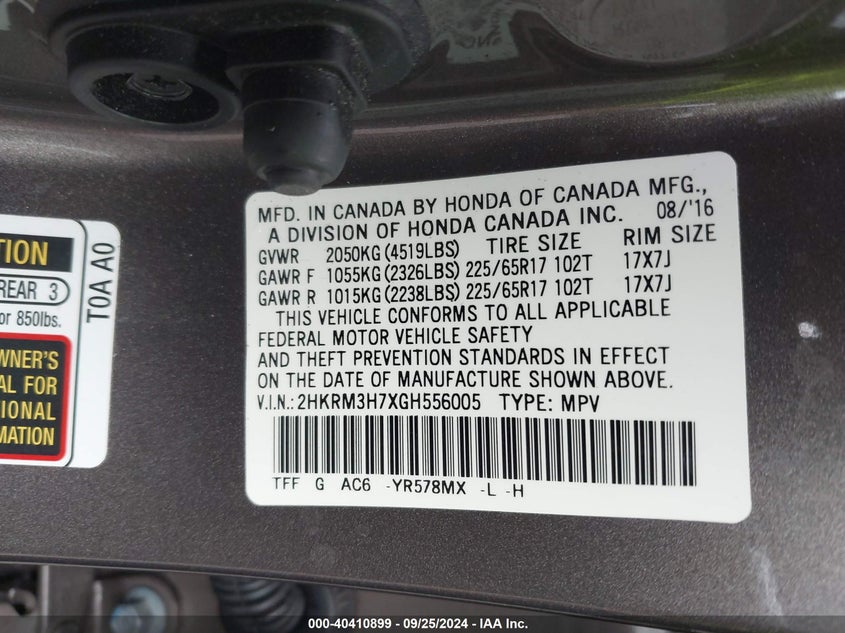 MFD. IN CANADA BY HONDA OF CANADA MFG.,
A DIVISION OF HONDA CANADA INC. 08/'16
GVWR 2050KG (4519LBS) TIRE SIZE RIM SIZE
GAWR F 1055KG (2326LBS) 225/65R17 102T 17X7J
GAWR R 1015KG (2238LBS) 225/65R17 102T 17X7J
THIS VEHICLE CONFORMS TO ALL APPLICABLE
FEDERAL MOTOR VEHICLE SAFETY
AND THEFT PREVENTION STANDARDS IN EFFECT
ON THE DATE OF MANUFACTURE SHOWN ABOVE.
V.I.N.: 2HKRM3H7XGH556005 TYPE: MPV
TFF G AC6 -YR578MX -L -H
TION
REAR 3
or 850lbs.
WNER'S
AL FOR
TIONAL
MATION
T0A A0
000-40410899 - 09/25/2024 - IAA Inc.